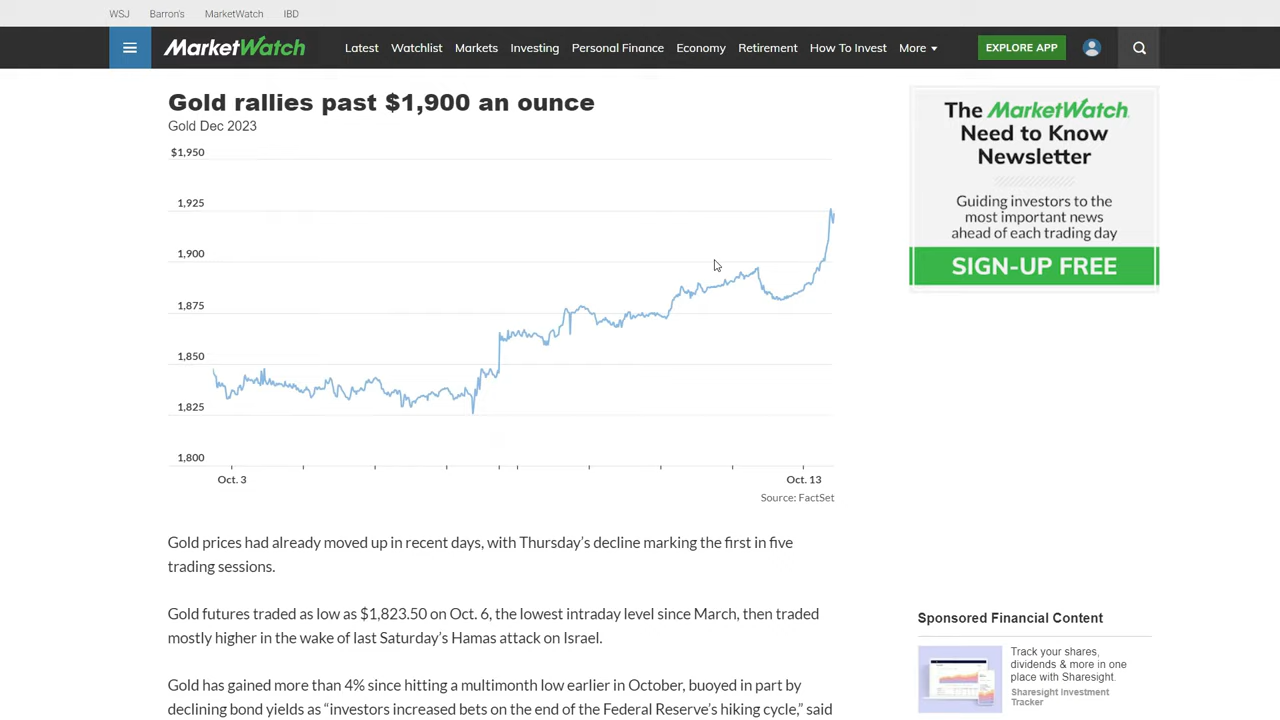 WSJ Barron's MarketWatch IBD
MarketWatch Latest Watchlist Markets Investing Personal Finance Economy Retirement How To Invest More EXPLORE APP
Gold rallies past $1,900 an ounce
Gold Dec 2023
$1,950
1,925
1,900
1,875
1,850
1,825
1,800
Oct. 3 Oct. 13
Source: FactSet
Gold prices had already moved up in recent days, with Thursday’s decline marking the first in five
trading sessions.
Gold futures traded as low as $1,823.50 on Oct. 6, the lowest intraday level since March, then traded
mostly higher in the wake of last Saturday’s Hamas attack on Israel.
Gold has gained more than 4% since hitting a multimonth low earlier in October, buoyed in part by
declining bond yields as “investors increased bets on the end of the Federal Reserve’s hiking cycle,” said
The MarketWatch
Need to Know
Newsletter
Guiding investors to the
most important news
ahead of each trading day
SIGN-UP FREE
Sponsored Financial Content
Track your shares,
dividends & more in one
place with Sharesight.
Sharesight Investment
Tracker